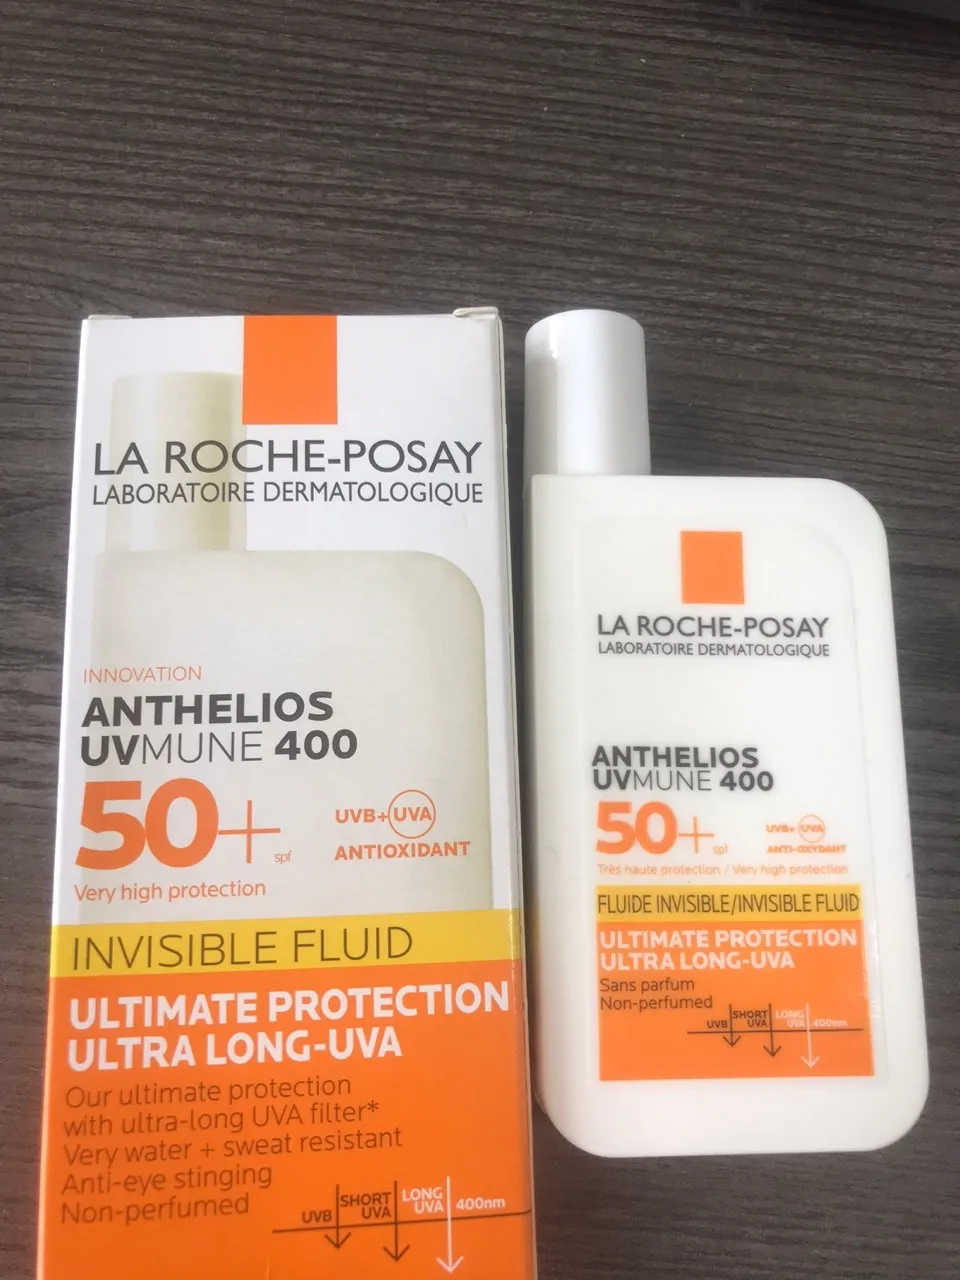 LA ROCHE-POSAY
LABORATOIRE DERMATOLOGIQUE
INNOVATION
ANTHELIOS
UVMUNE 400
50+ spf
UVB+UVA
ANTIOXIDANT
Very high protection
INVISIBLE FLUID
ULTIMATE PROTECTION
ULTRA LONG-UVA
Our ultimate protection
with ultra-long UVA filter*
Very water + sweat resistant
Anti-eye stinging
Non-perfumed
UVB
SHORT
UVA
LONG
UVA
400nm
LA ROCHE-POSAY
LABORATOIRE DERMATOLOGIQUE
ANTHELIOS
UVMUNE 400
50+ spf
UVB+ UVA
ANTI-OXYDANT
Très haute protection / Very high protection
FLUIDE INVISIBLE/INVISIBLE FLUID
ULTIMATE PROTECTION
ULTRA LONG-UVA
Sans parfum
Non-perfumed
UVB
SHORT
UVA
LONG
UVA
400nm